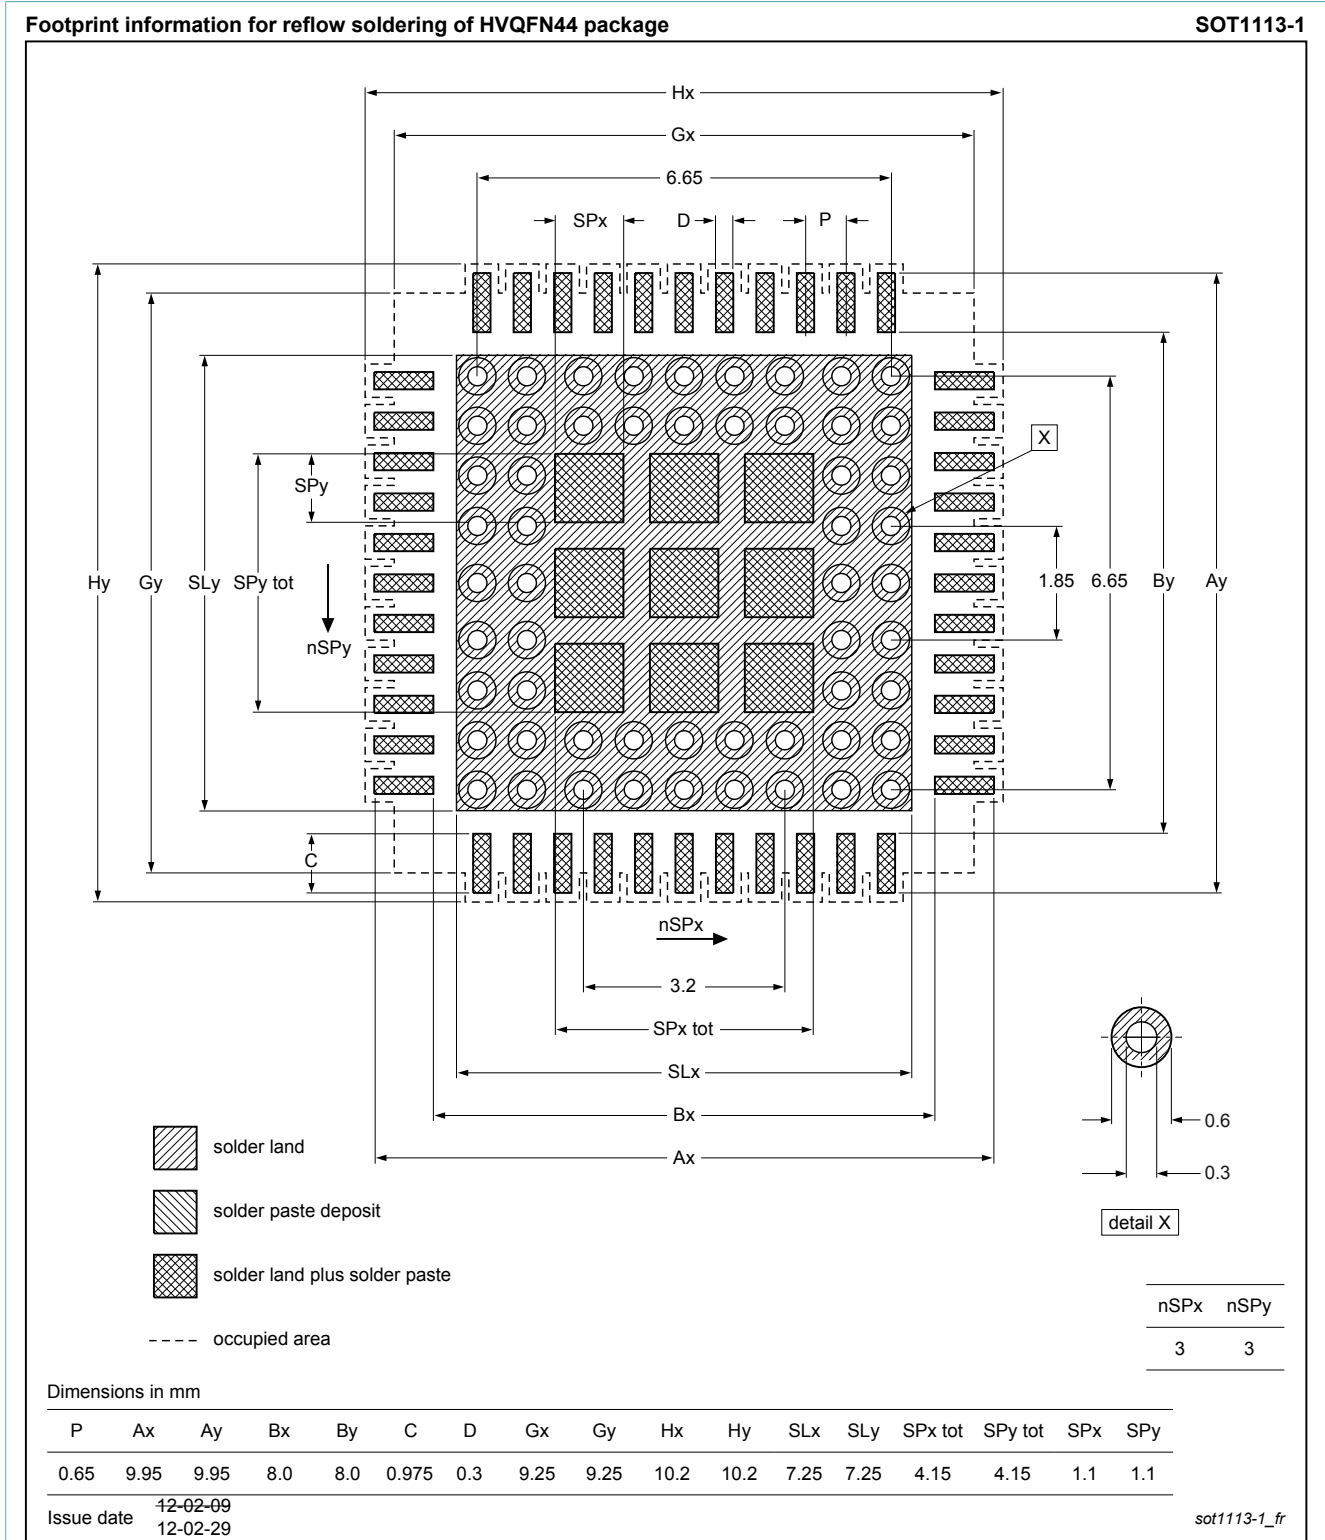 Footprint information for reflow soldering of HVQFN44 package SOT1113-1
Hx
Gx
6.65
SPx D P
SPy
X
Hy Gy SLy SPy tot 1.85 6.65 By Ay
nSPy
C
nSPx
3.2
SPx tot
SLx
Bx
Ax
0.6
0.3
detail X
solder land
solder paste deposit
solder land plus solder paste
occupied area
nSPx nSPy
3 3
Dimensions in mm
P Ax Ay Bx By C D Gx Gy Hx Hy SLx SLy SPx tot SPy tot SPx SPy
0.65 9.95 9.95 8.0 8.0 0.975 0.3 9.25 9.25 10.2 10.2 7.25 7.25 4.15 4.15 1.1 1.1
Issue date 12-02-09
12-02-29
sot1113-1_fr